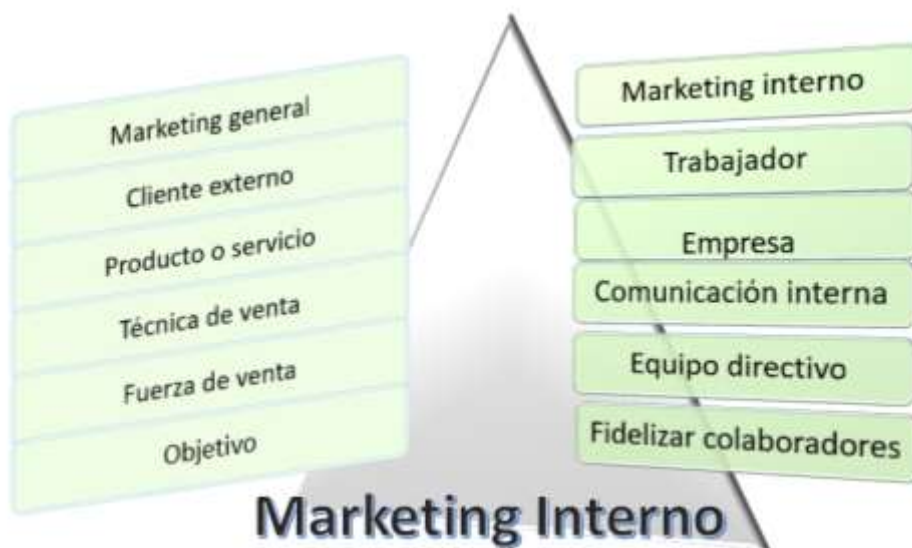 Marketing general
Cliente externo
Producto o servicio
Técnica de venta
Fuerza de venta
Objetivo
Marketing interno
Trabajador
Empresa
Comunicación interna
Equipo directivo
Fidelizar colaboradores
Marketing Interno